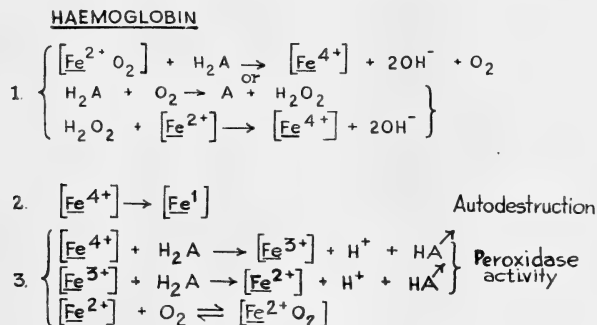 HAEMOGLOBIN
1. { [Fe²⁺ O₂] + H₂A → [Fe⁴⁺] + 2OH⁻ + O₂
or
H₂A + O₂ → A + H₂O₂
H₂O₂ + [Fe²⁺] → [Fe⁴⁺] + 2OH⁻ }
2. [Fe⁴⁺] → [Fe¹] Autodestruction
3. { [Fe⁴⁺] + H₂A → [Fe³⁺] + H⁺ + HA↗
[Fe³⁺] + H₂A → [Fe²⁺] + H⁺ + HA↗ } Peroxidase activity
[Fe²⁺] + O₂ ⇌ [Fe²⁺O₂]